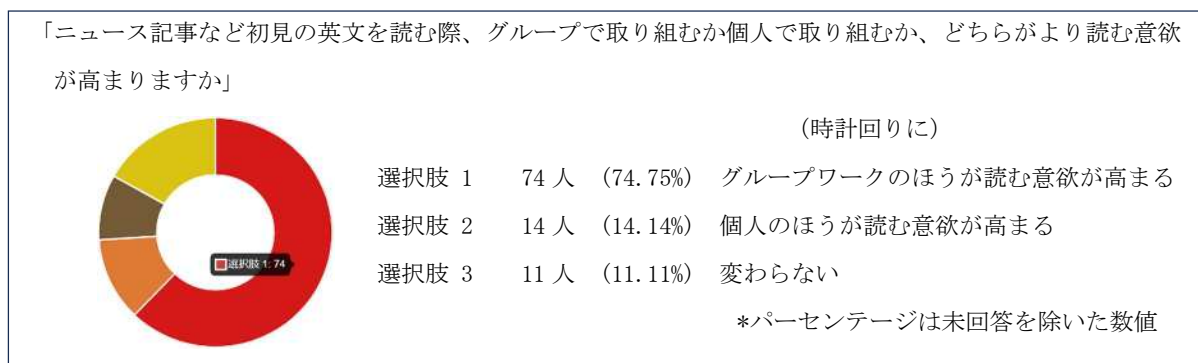 「ニュース記事など初見の英文を読む際、グループで取り組むか個人で取り組むか、どちらがより読む意欲
が高まりますか」
（時計回りに）
選択肢 1 74 人 (74.75%) グループワークのほうが読む意欲が高まる
選択肢 2 14 人 (14.14%) 個人のほうが読む意欲が高まる
選択肢 3 11 人 (11.11%) 変わらない
*パーセンテージは未回答を除いた数値
選択肢 1: 74